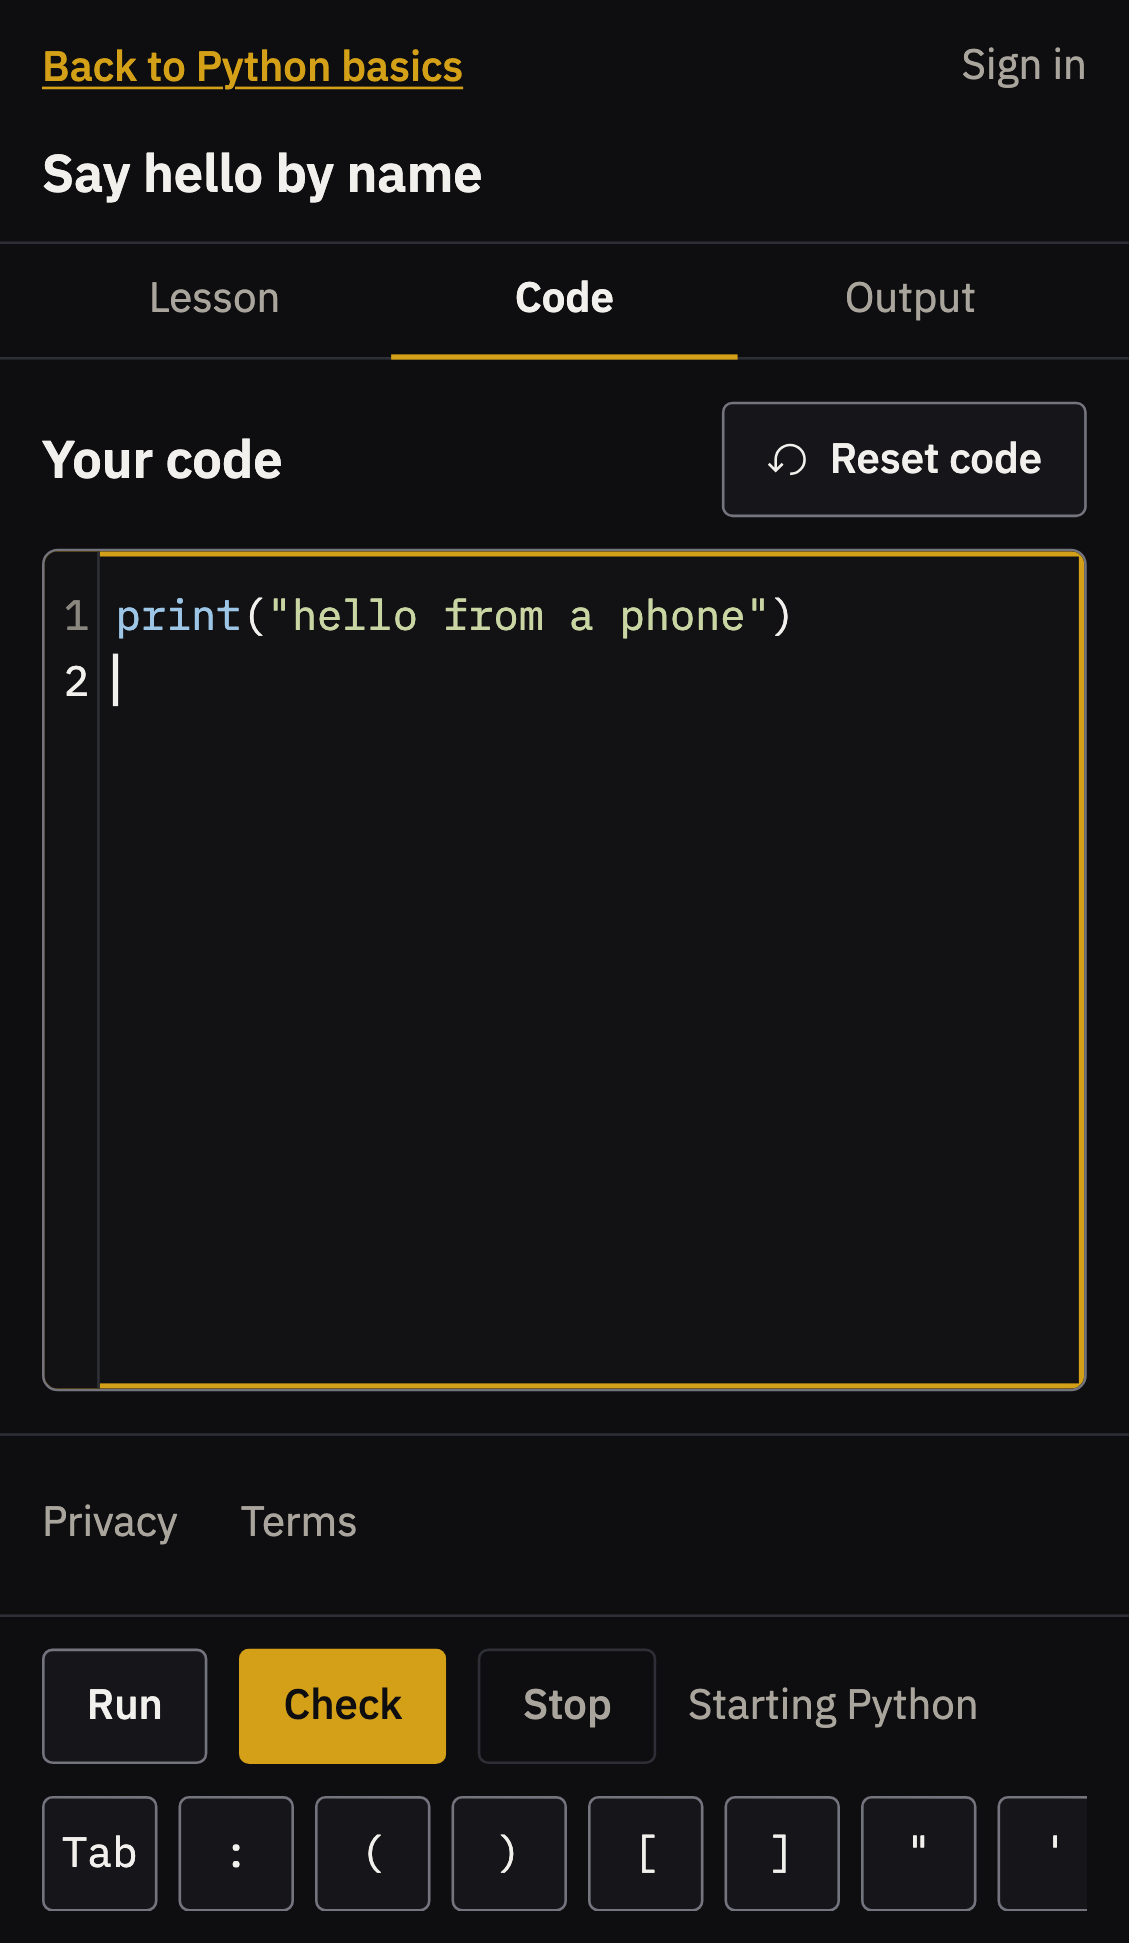 Back to Python basics
Sign in
Say hello by name
Lesson Code Output
Your code
Reset code
1 print("hello from a phone")
2
Privacy Terms
Run Check Stop Starting Python
Tab : ( ) [ ] " '